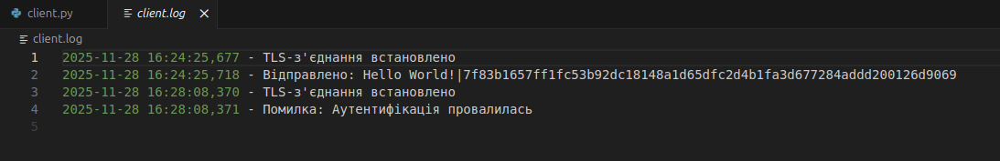 client.py
client.log
client.log
1 2025-11-28 16:24:25,677 - TLS-з'єднання встановлено
2 2025-11-28 16:24:25,718 - Відправлено: Hello World!|7f83b1657ff1fc53b92dc18148a1d65dfc2d4b1fa3d677284addd200126d9069
3 2025-11-28 16:28:08,370 - TLS-з'єднання встановлено
4 2025-11-28 16:28:08,371 - Помилка: Аутентифікація провалилась
5